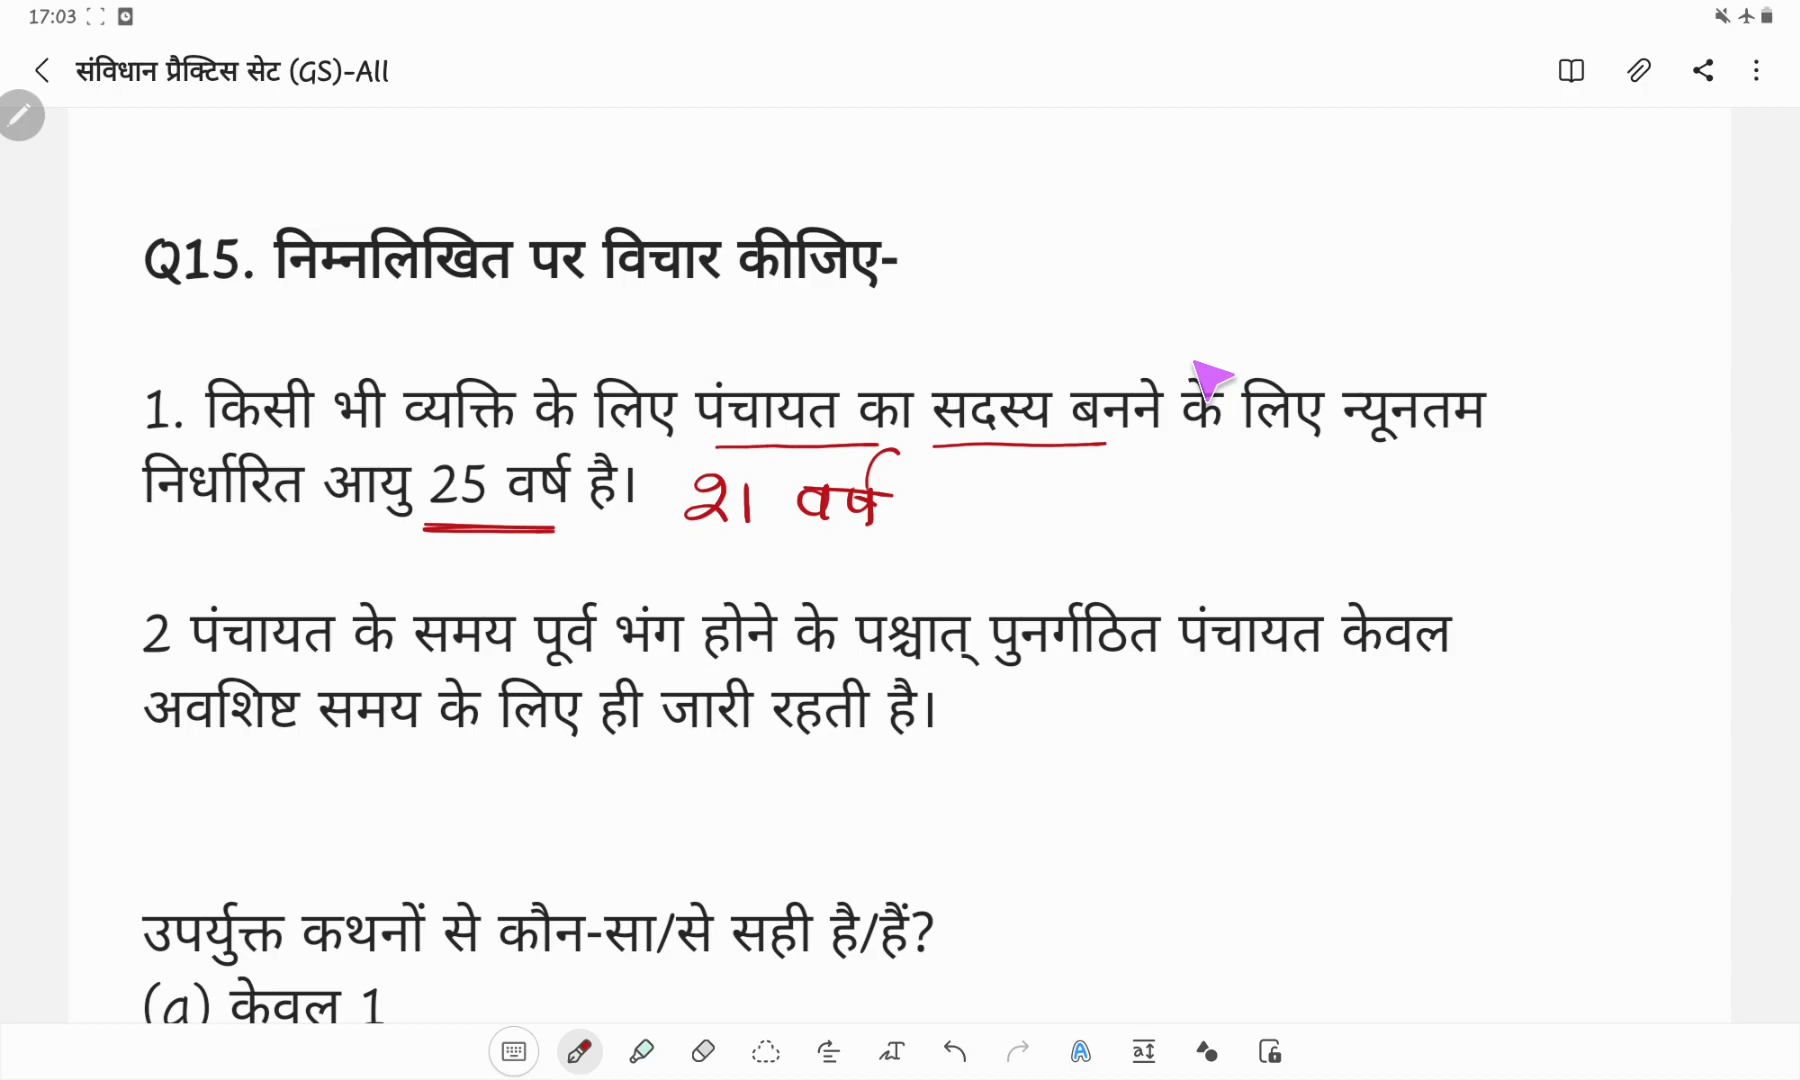 17:03
संविधान प्रैक्टिस सेट (GS)-All
Q15. निम्नलिखित पर विचार कीजिए-
1. किसी भी व्यक्ति के लिए पंचायत का सदस्य बनने के लिए न्यूनतम
निर्धारित आयु 25 वर्ष है। 21 वर्ष
2 पंचायत के समय पूर्व भंग होने के पश्चात् पुनर्गठित पंचायत केवल
अवशिष्ट समय के लिए ही जारी रहती है।
उपर्युक्त कथनों से कौन-सा/से सही है/हैं?
(a) केवल 1